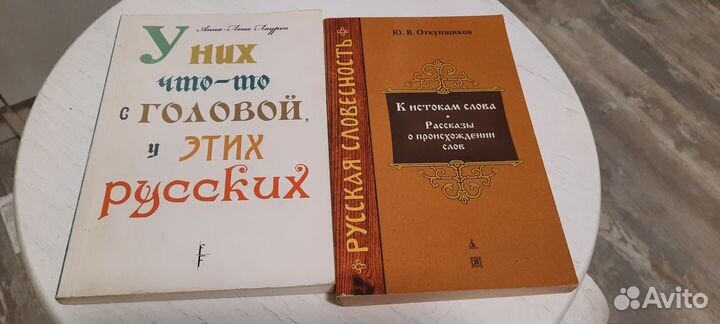 Анна-Лена Лаурен
У них
что-то
с головой,
у этих
русских
Русская словесность
Ю. В. Откупщиков
К истокам слова
Рассказы
о происхождении
слов
Avito